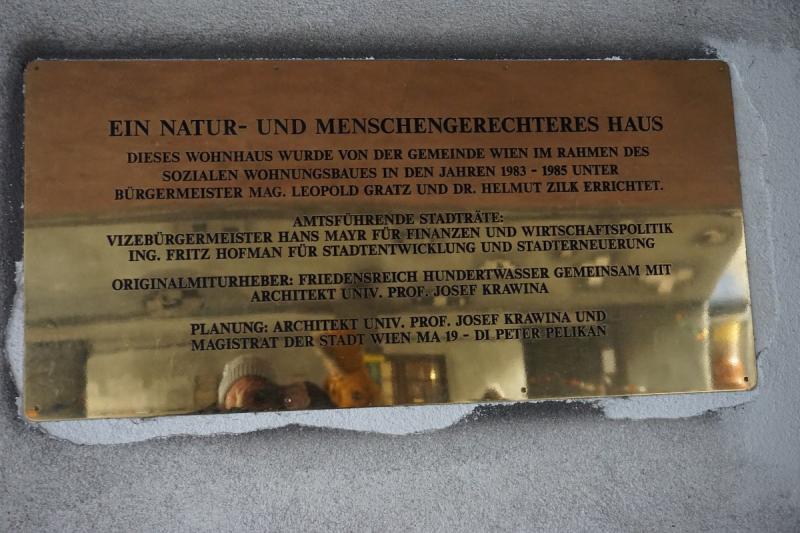 EIN NATUR- UND MENSCHENGERECHTERES HAUS
DIESES WOHNHAUS WURDE VON DER GEMEINDE WIEN IM RAHMEN DES
SOZIALEN WOHNUNGSBAUES IN DEN JAHREN 1983 - 1985 UNTER
BÜRGERMEISTER MAG. LEOPOLD GRATZ UND DR. HELMUT ZILK ERRICHTET.
AMTSFÜHRENDE STADTRÄTE:
VIZEBÜRGERMEISTER HANS MAYR FÜR FINANZEN UND WIRTSCHAFTSPOLITIK
ING. FRITZ HOFMAN FÜR STADTENTWICKLUNG UND STADTERNEUERUNG
ORIGINALMITURHEBER: FRIEDENSREICH HUNDERTWASSER GEMEINSAM MIT
ARCHITEKT UNIV. PROF. JOSEF KRAWINA
PLANUNG: ARCHITEKT UNIV. PROF. JOSEF KRAWINA UND
MAGISTRAT DER STADT WIEN MA 19 - DI PETER PELIKAN